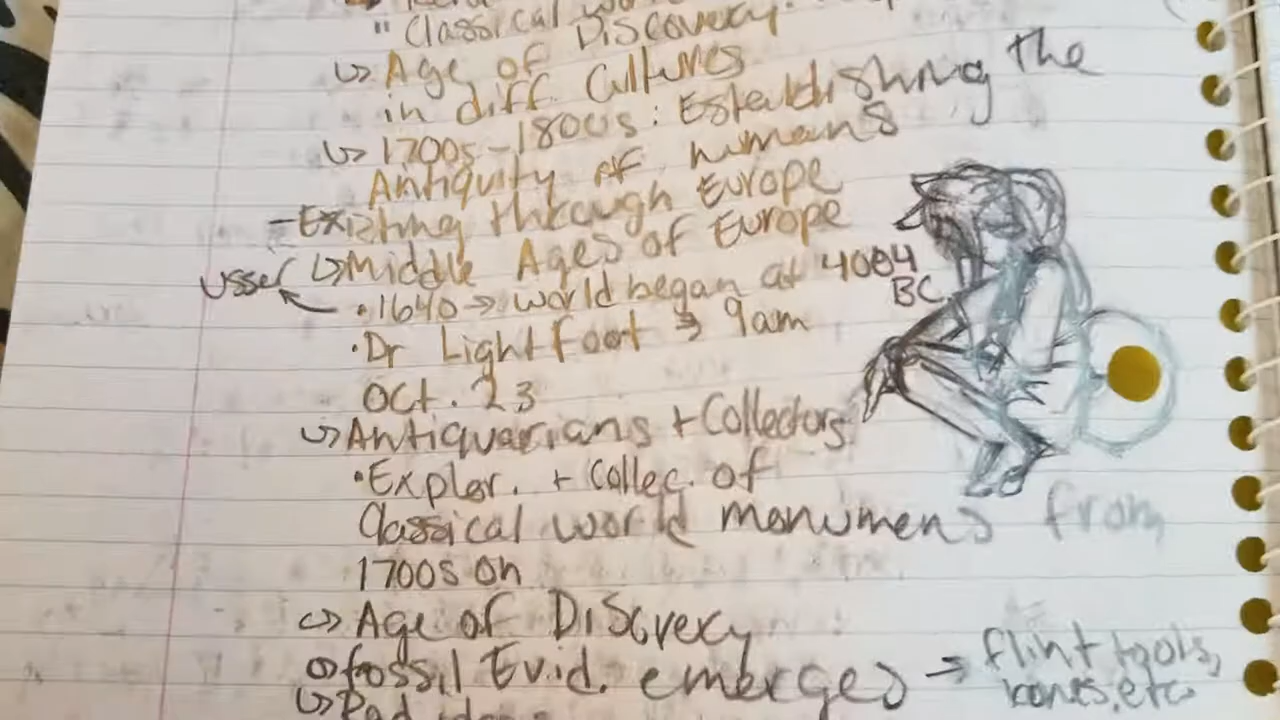 "Classical
↳ Age of Discovery
in diff. Cultures
↳ 1700s-1800s: Establishing the
Antiquity of humans
- Existing through Europe
↳ Middle Ages of Europe
Usser
• 1640 → world began at 4004 BC
• Dr Lightfoot → 9am
Oct. 23
↳ Antiquarians + Collectors
• Explor. + Collec. of
Classical world monumens from
1700s on
↳ Age of Discrecy
fossil Evid. emerges → flint tools,
bones, etc.